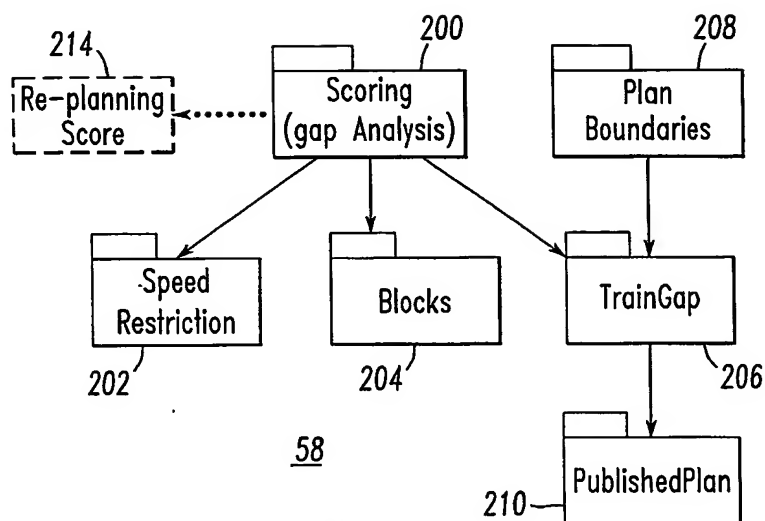 214
200
208
Re-planning
Score
Scoring
(gap Analysis)
Plan
Boundaries
Speed
Restriction
Blocks
TrainGap
202
204
206
58
210
PublishedPlan